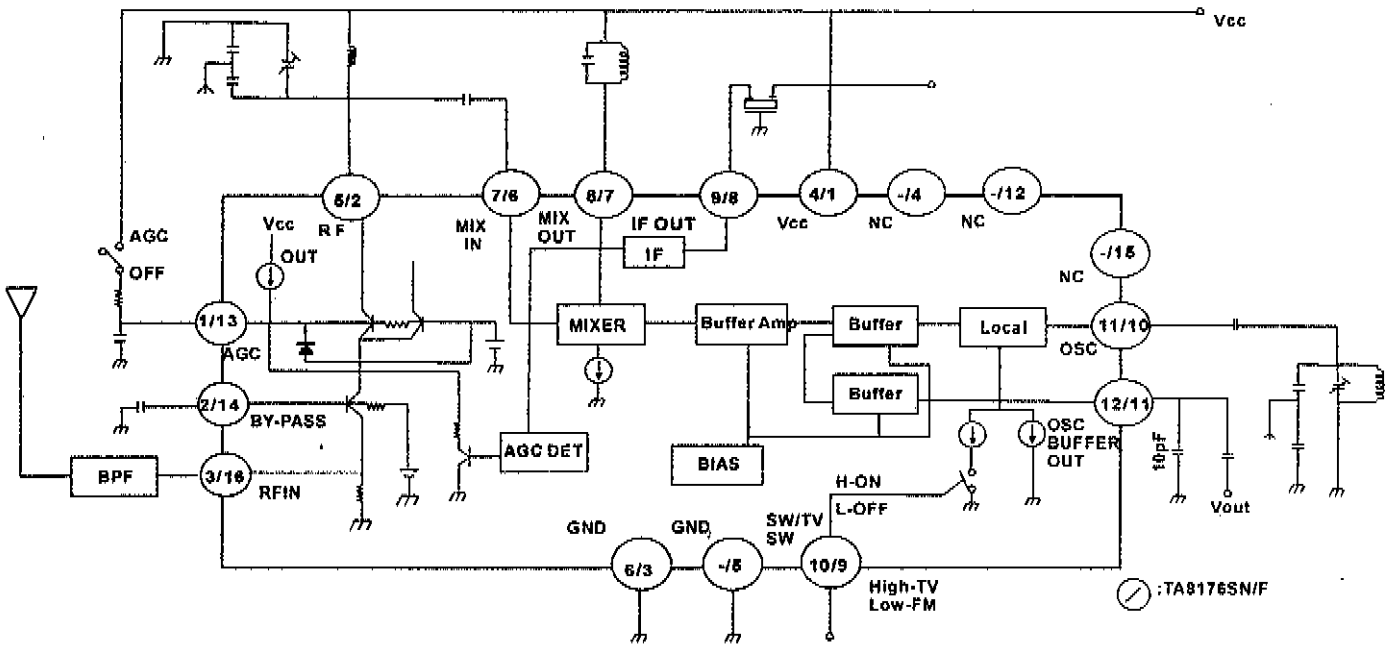 Vcc
5/2
7/6
8/7
9/8
4/1
-/4
-/12
Vcc
RF
MIX
IN
MIX
OUT
IF OUT
Vcc
NC
NC
AGC
OUT
IF
-/15
OFF
NC
1/13
MIXER
Buffer Amp
Buffer
Local
11/10
AGC
OSC
2/14
Buffer
12/11
BY-PASS
OSC
BUFFER
OUT
AGC DET
BIAS
10pF
BPF
3/16
RFIN
H-ON
L-OFF
Vout
GND
GND
SW/TV
SW
6/3
-/5
10/9
High-TV
Low-FM
:TA8176SN/F